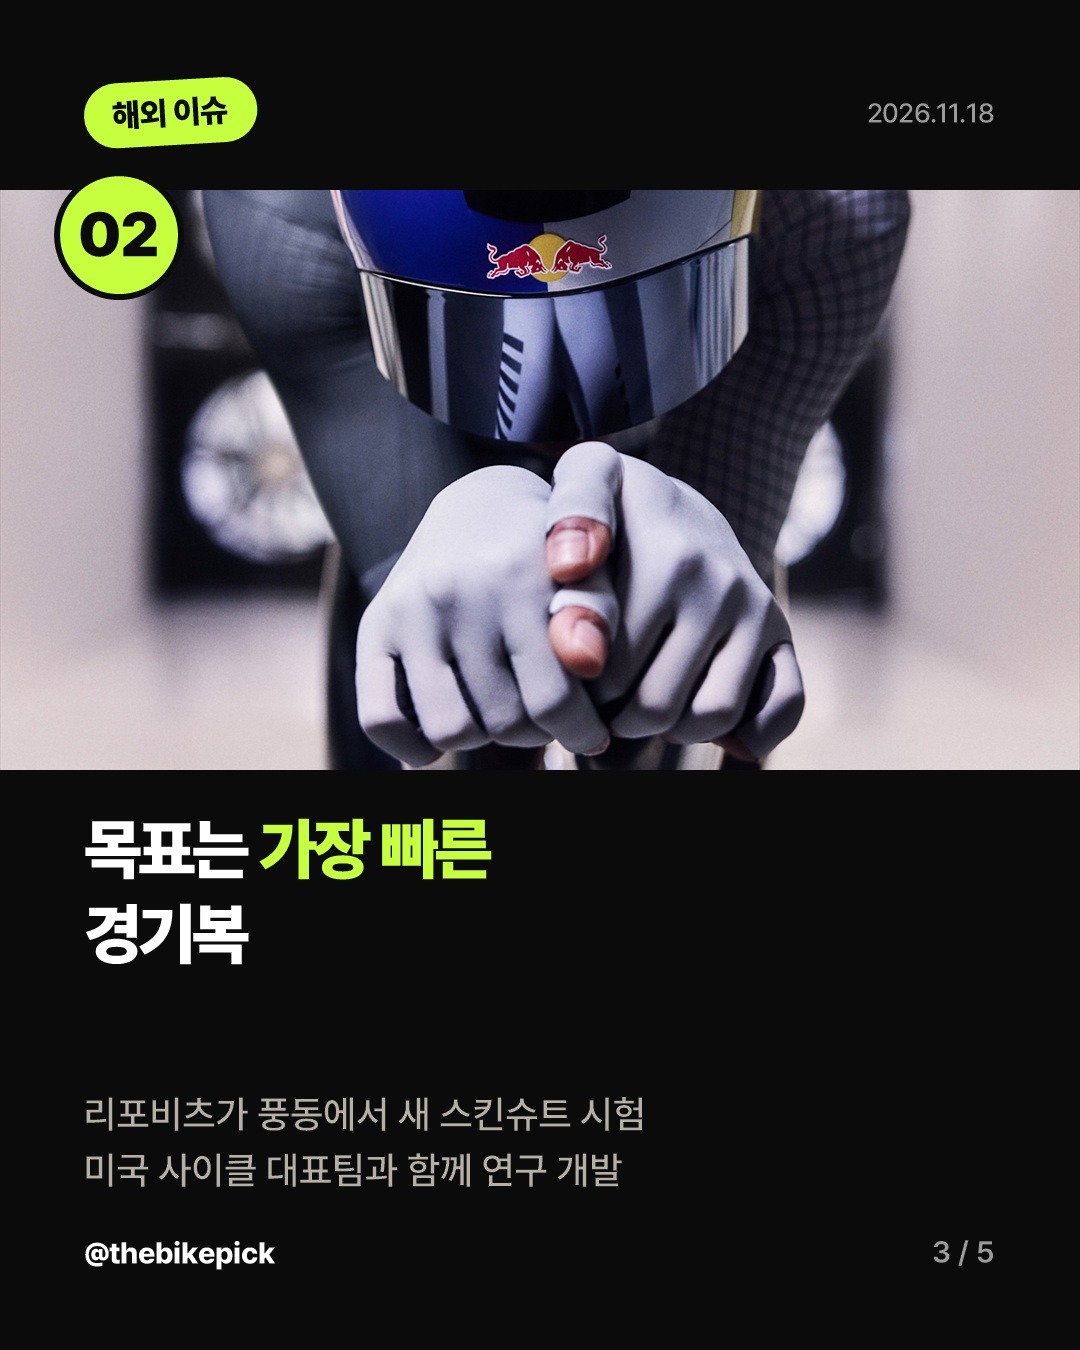 해외 이슈
2026.11.18
02
목표는 가장 빠른
경기복
리포비츠가 풍동에서 새 스킨슈트 시험
미국 사이클 대표팀과 함께 연구 개발
@thebikepick
3 / 5